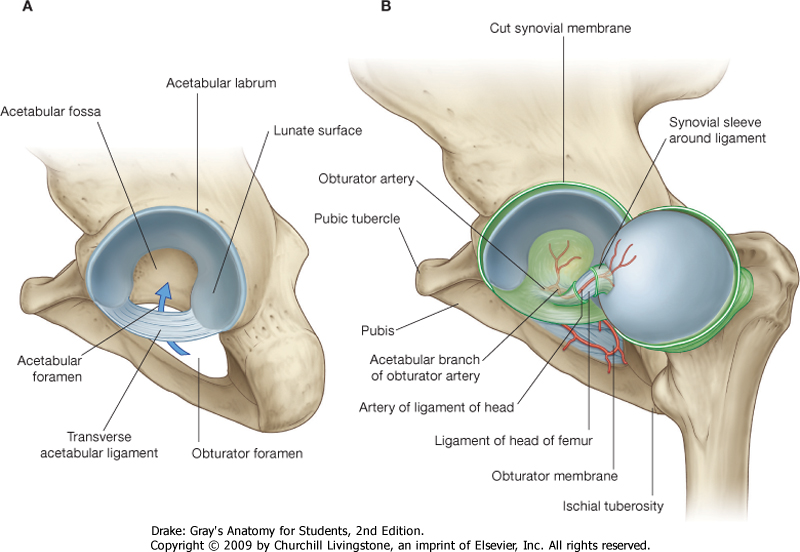 A
Acetabular labrum
Acetabular fossa
Lunate surface
Acetabular
foramen
Transverse
acetabular ligament
Obturator foramen
B
Cut synovial membrane
Synovial sleeve
around ligament
Obturator artery
Pubic tubercle
Pubis
Acetabular branch
of obturator artery
Artery of ligament of head
Ligament of head of femur
Obturator membrane
Ischial tuberosity
Drake: Gray's Anatomy for Students, 2nd Edition.
Copyright © 2009 by Churchill Livingstone, an imprint of Elsevier, Inc. All rights reserved.